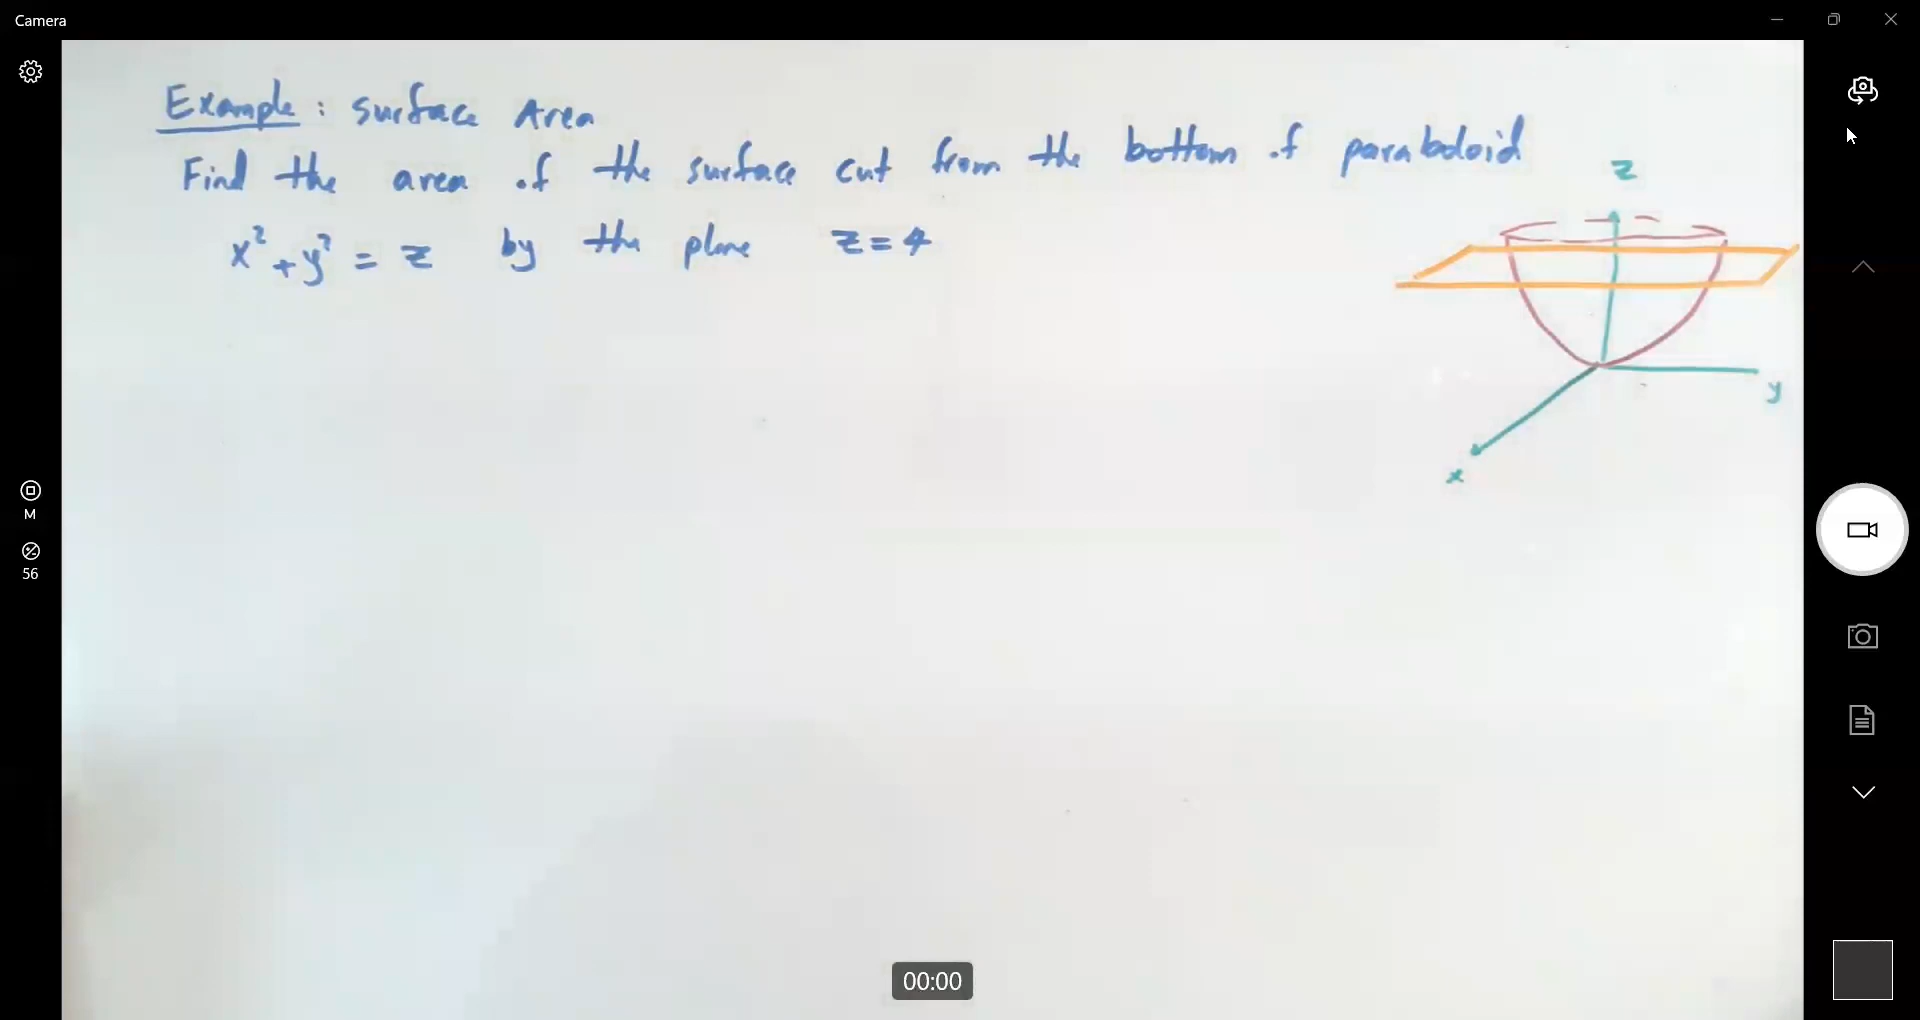 Camera
Example: Surface Area
Find the area of the surface cut from the bottom of paraboloid
x² + y² = z by the plane z = 4
z
y
x
M
56
00:00